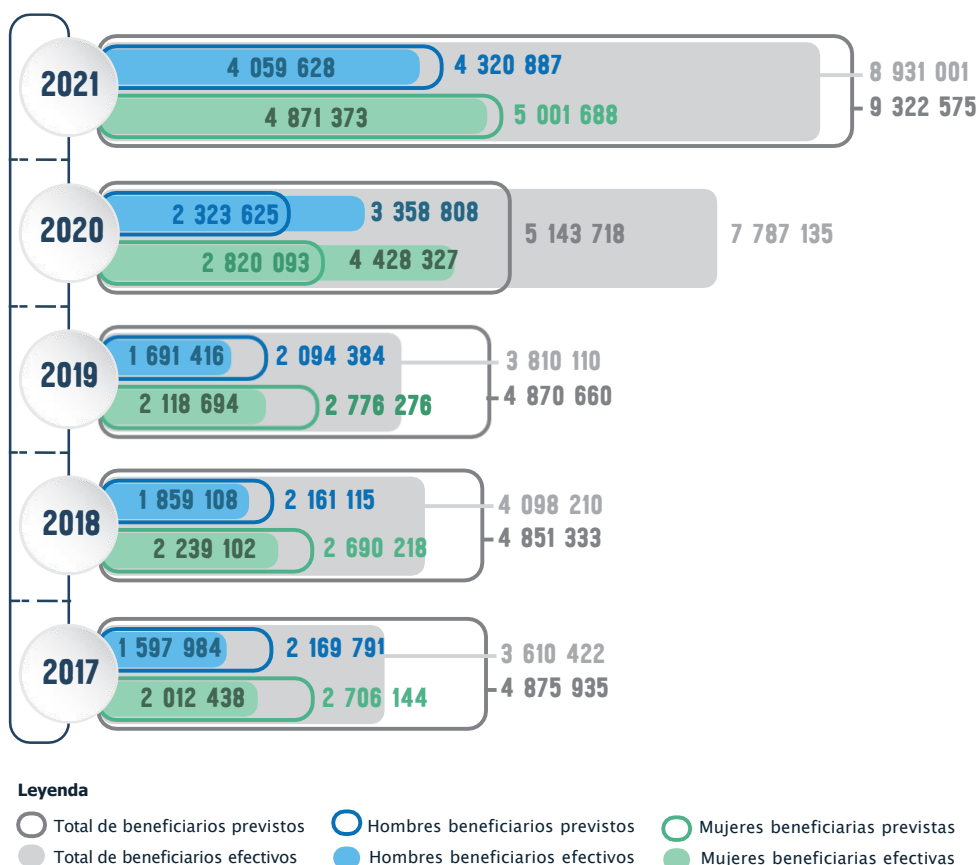 2021
4 059 628
4 320 887
8 931 001
9 322 575
4 871 373
5 001 688
2020
2 323 625
3 358 808
5 143 718
7 787 135
2 820 093
4 428 327
2019
1 691 416
2 094 384
3 810 110
4 870 660
2 118 694
2 776 276
2018
1 859 108
2 161 115
4 098 210
4 851 333
2 239 102
2 690 218
2017
1 597 984
2 169 791
3 610 422
4 875 935
2 012 438
2 706 144
Leyenda
Total de beneficiarios previstos
Hombres beneficiarios previstos
Mujeres beneficiarias previstas
Total de beneficiarios efectivos
Hombres beneficiarios efectivos
Mujeres beneficiarias efectivas